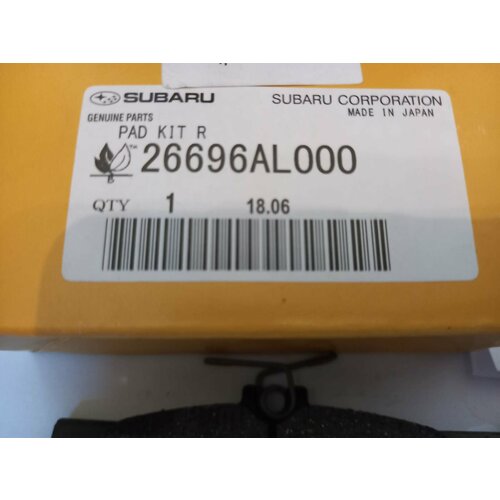 SUBARU SUBARU CORPORATION
GENUINE PARTS MADE IN JAPAN
PAD KIT R
26696AL000
QTY 1 18.06